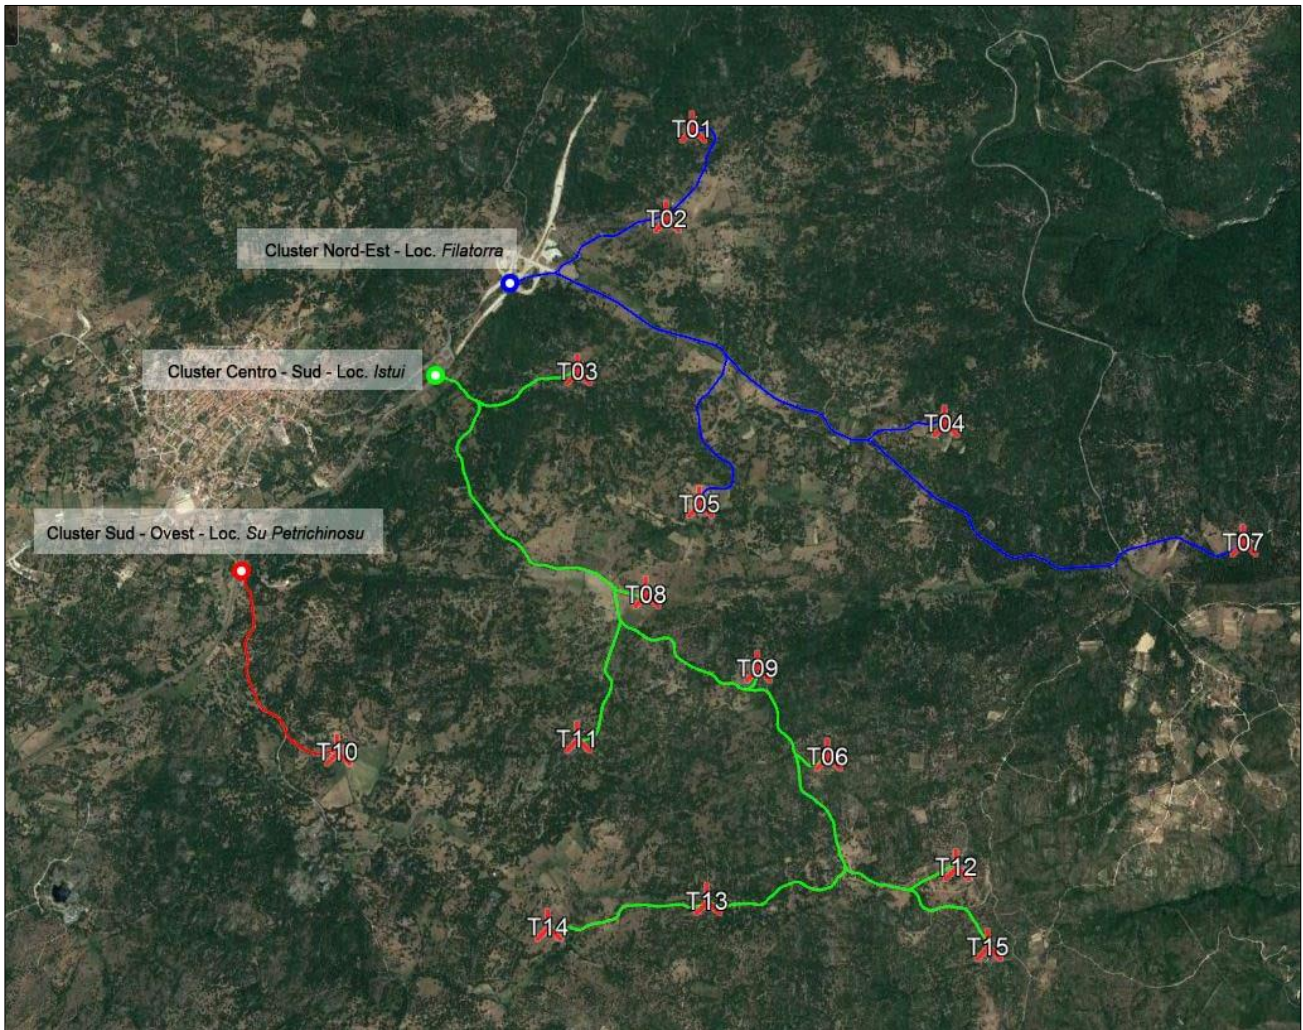 T01
T02
Cluster Nord-Est - Loc. Filatorra
Cluster Centro - Sud - Loc. Istui
T03
T04
T05
Cluster Sud - Ovest - Loc. Su Petrichinosu
T07
T08
T09
T11
T10
T06
T12
T13
T14
T15